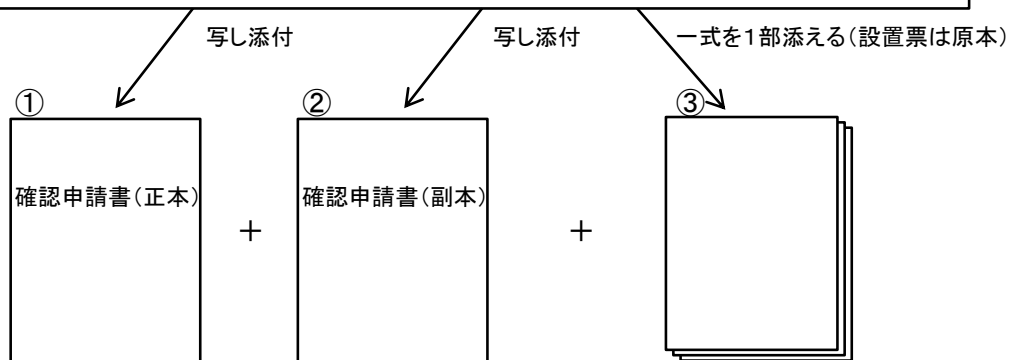 写し添付
写し添付
一式を１部添える(設置票は原本)
①
②
③
確認申請書(正本)
＋
確認申請書(副本)
＋